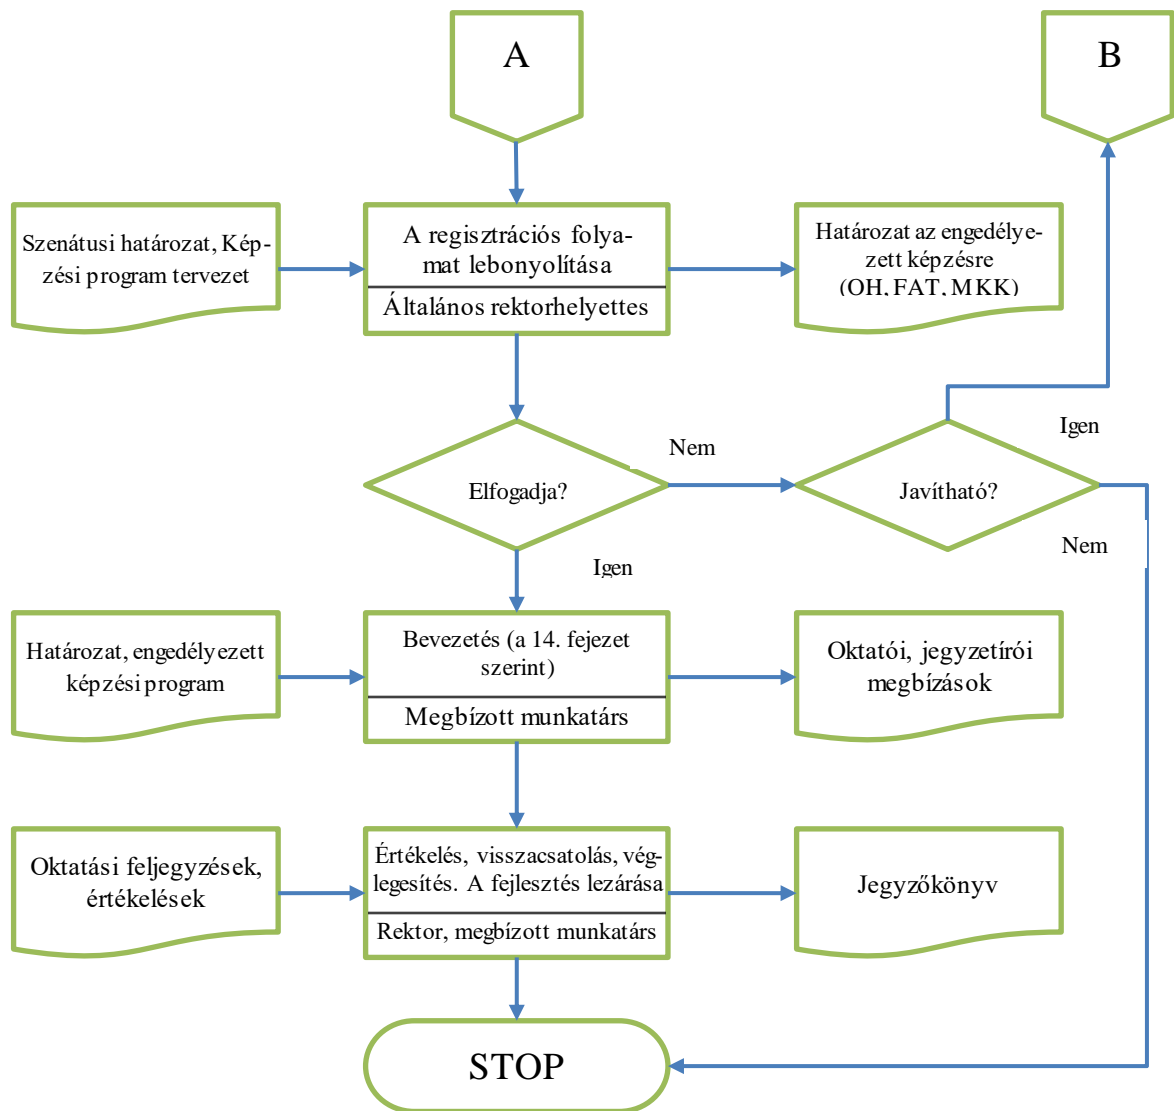 A
B
Szenátusi határozat, Kép-
zési program tervezet
A regisztrációs folya-
mat lebonyolítása
Általános rektorhelyettes
Határozat az engedélye-
zett képzésre
(OH, FAT, MKK)
Elfogadja?
Nem
Javítható?
Igen
Nem
Igen
Határozat, engedélyezett
képzési program
Bevezetés (a 14. fejezet
szerint)
Megbízott munkatárs
Oktatói, jegyzetírói
megbízások
Oktatási feljegyzések,
értékelések
Értékelés, visszacsatolás, vég-
legesítés. A fejlesztés lezárása
Rektor, megbízott munkatárs
Jegyzőkönyv
STOP